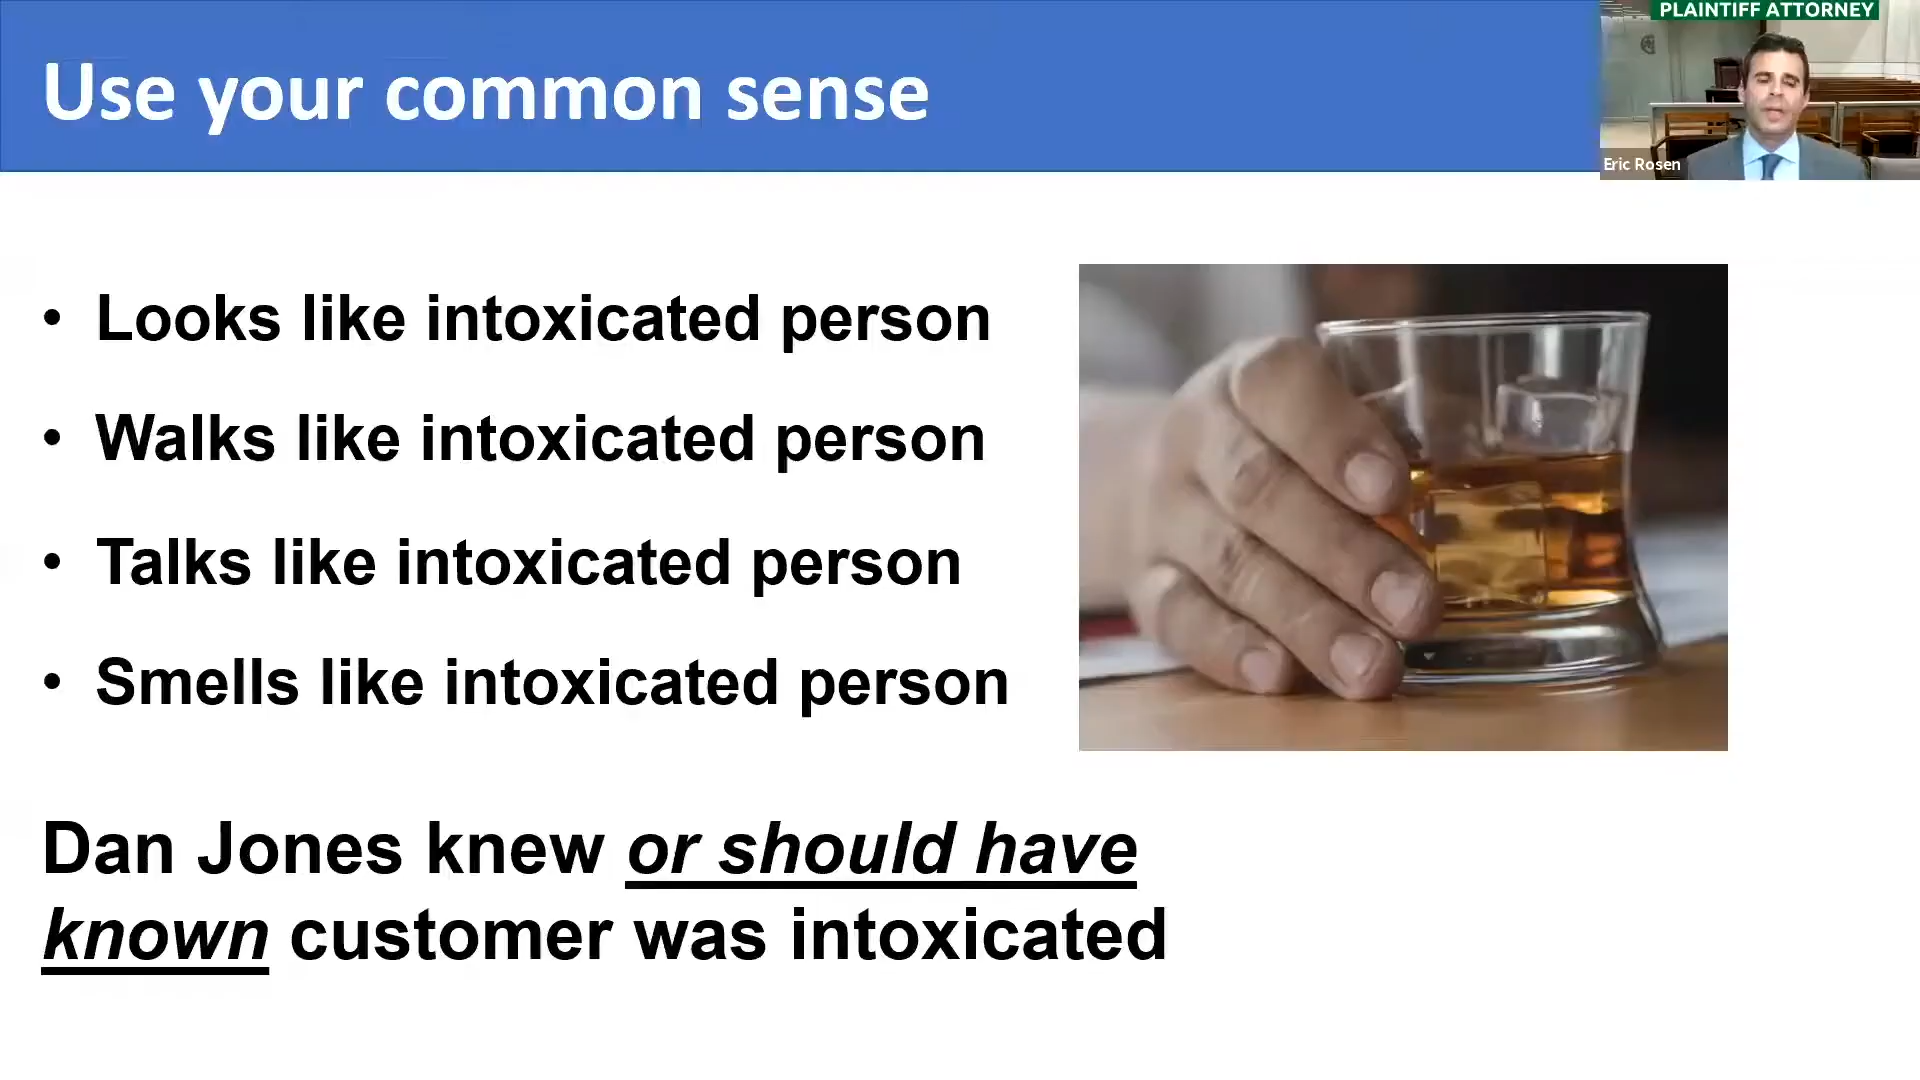 Use your common sense
PLAINTIFF ATTORNEY
Eric Rosen
• Looks like intoxicated person
• Walks like intoxicated person
• Talks like intoxicated person
• Smells like intoxicated person
Dan Jones knew or should have
known customer was intoxicated